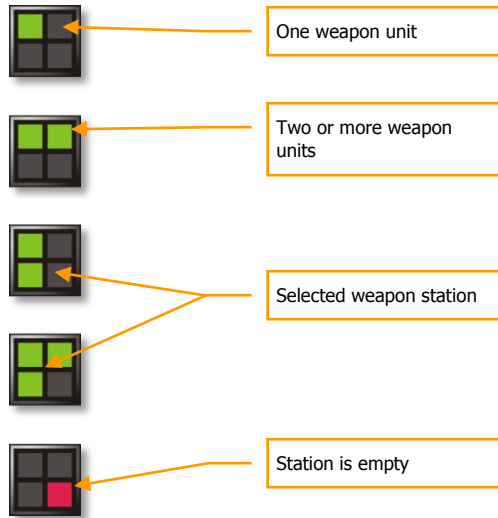 One weapon unit
Two or more weapon
units
Selected weapon station
Station is empty